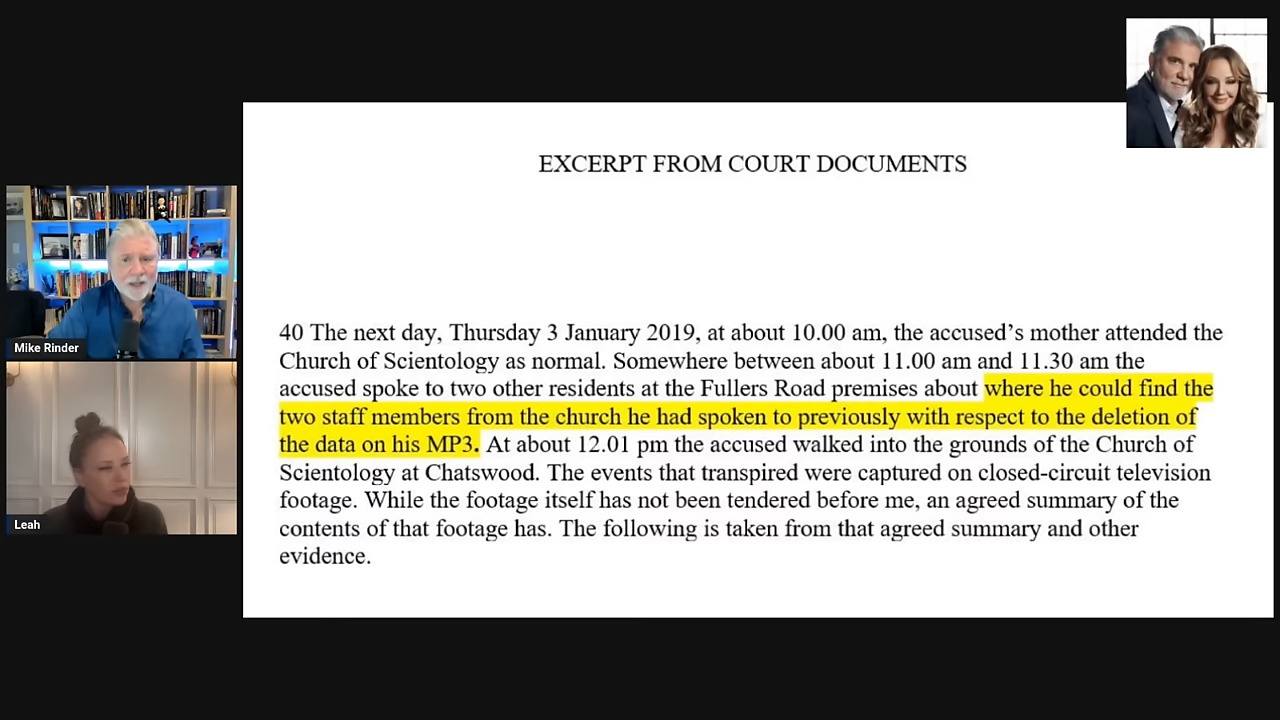 EXCERPT FROM COURT DOCUMENTS
40 The next day, Thursday 3 January 2019, at about 10.00 am, the accused’s mother attended the
Church of Scientology as normal. Somewhere between about 11.00 am and 11.30 am the
accused spoke to two other residents at the Fullers Road premises about where he could find the
two staff members from the church he had spoken to previously with respect to the deletion of
the data on his MP3. At about 12.01 pm the accused walked into the grounds of the Church of
Scientology at Chatswood. The events that transpired were captured on closed-circuit television
footage. While the footage itself has not been tendered before me, an agreed summary of the
contents of that footage has. The following is taken from that agreed summary and other
evidence.
Mike Rinder
Leah